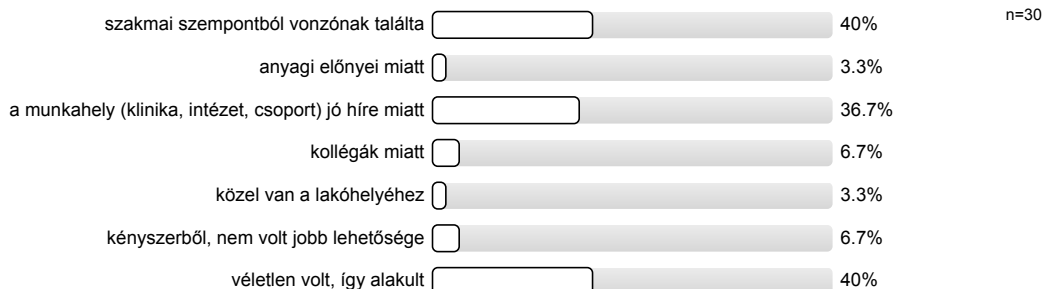 n=30
szakmai szempontból vonzónak találta 40%
anyagi előnyei miatt 3.3%
a munkahely (klinika, intézet, csoport) jó híre miatt 36.7%
kollégák miatt 6.7%
közel van a lakóhelyéhez 3.3%
kényszerből, nem volt jobb lehetősége 6.7%
véletlen volt, így alakult 40%